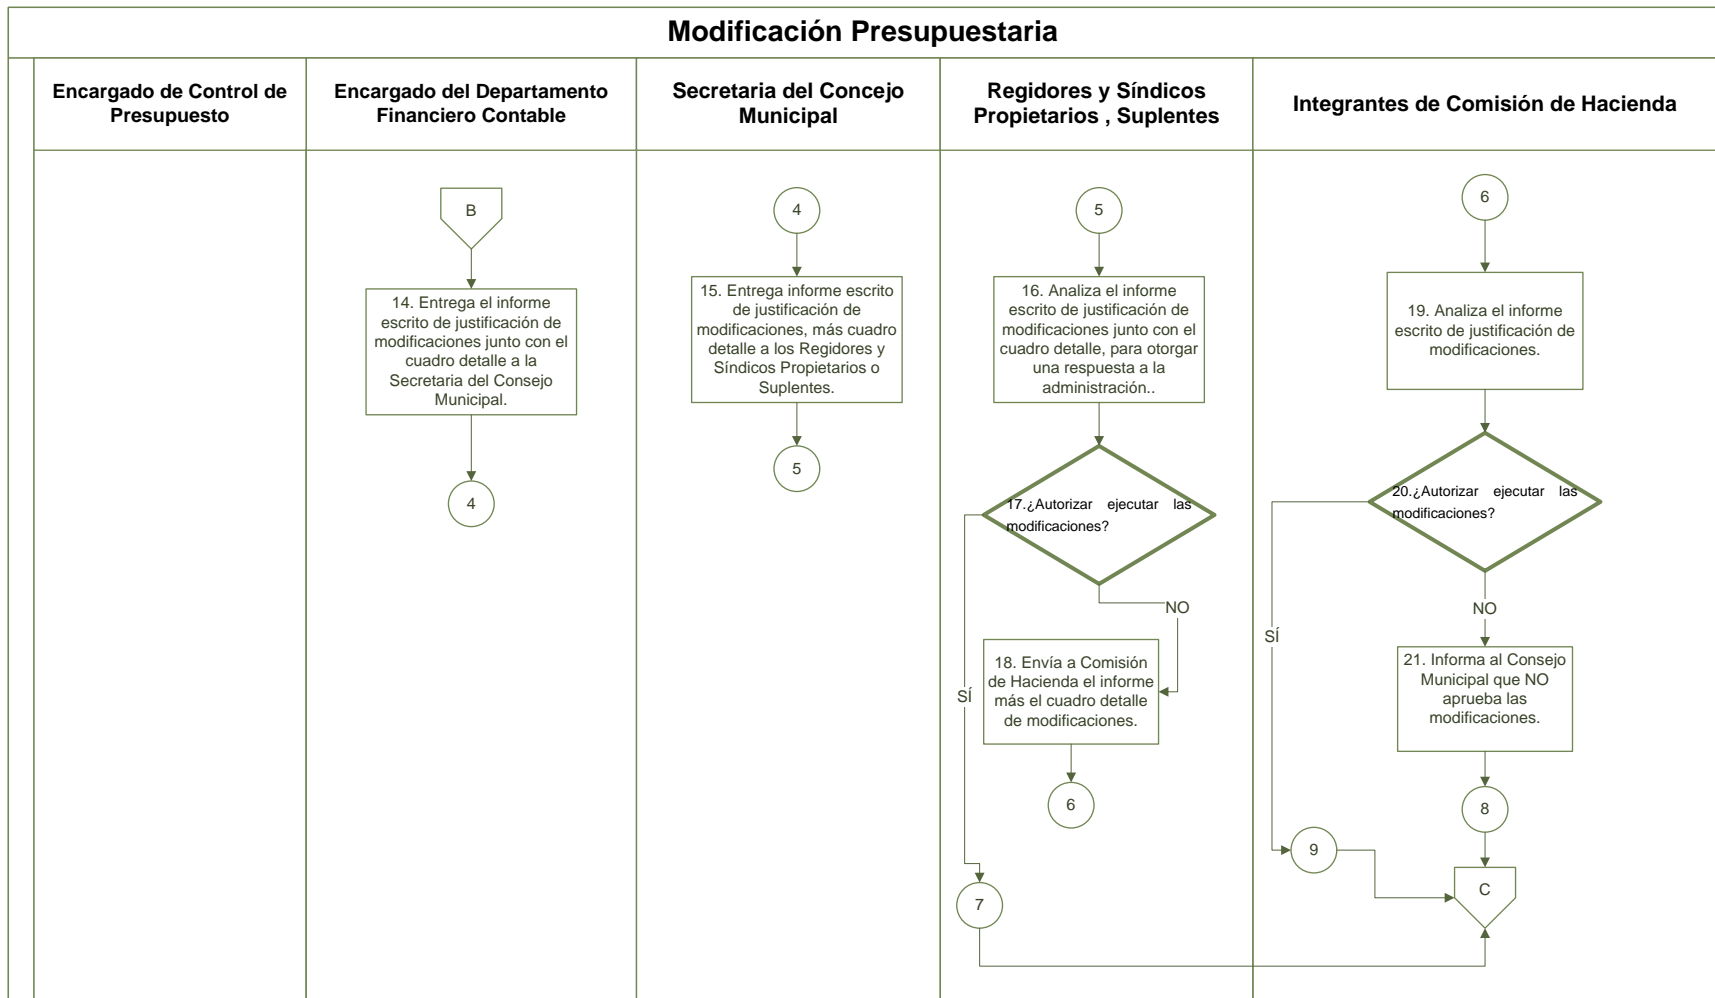 Modificación Presupuestaria
Encargado de Control de
Presupuesto
Encargado del Departamento
Financiero Contable
Secretaria del Concejo
Municipal
Regidores y Síndicos
Propietarios , Suplentes
Integrantes de Comisión de Hacienda
B
14. Entrega el informe
escrito de justificación de
modificaciones junto con el
cuadro detalle a la
Secretaria del Consejo
Municipal.
4
4
15. Entrega informe escrito
de justificación de
modificaciones, más cuadro
detalle a los Regidores y
Síndicos Propietarios o
Suplentes.
5
5
16. Analiza el informe
escrito de justificación de
modificaciones junto con el
cuadro detalle, para otorgar
una respuesta a la
administración..
17.¿Autorizar ejecutar las
modificaciones?
NO
SÍ
18. Envía a Comisión
de Hacienda el informe
más el cuadro detalle
de modificaciones.
6
7
6
19. Analiza el informe
escrito de justificación de
modificaciones.
20.¿Autorizar ejecutar las
modificaciones?
NO
SÍ
21. Informa al Consejo
Municipal que NO
aprueba las
modificaciones.
8
9
C